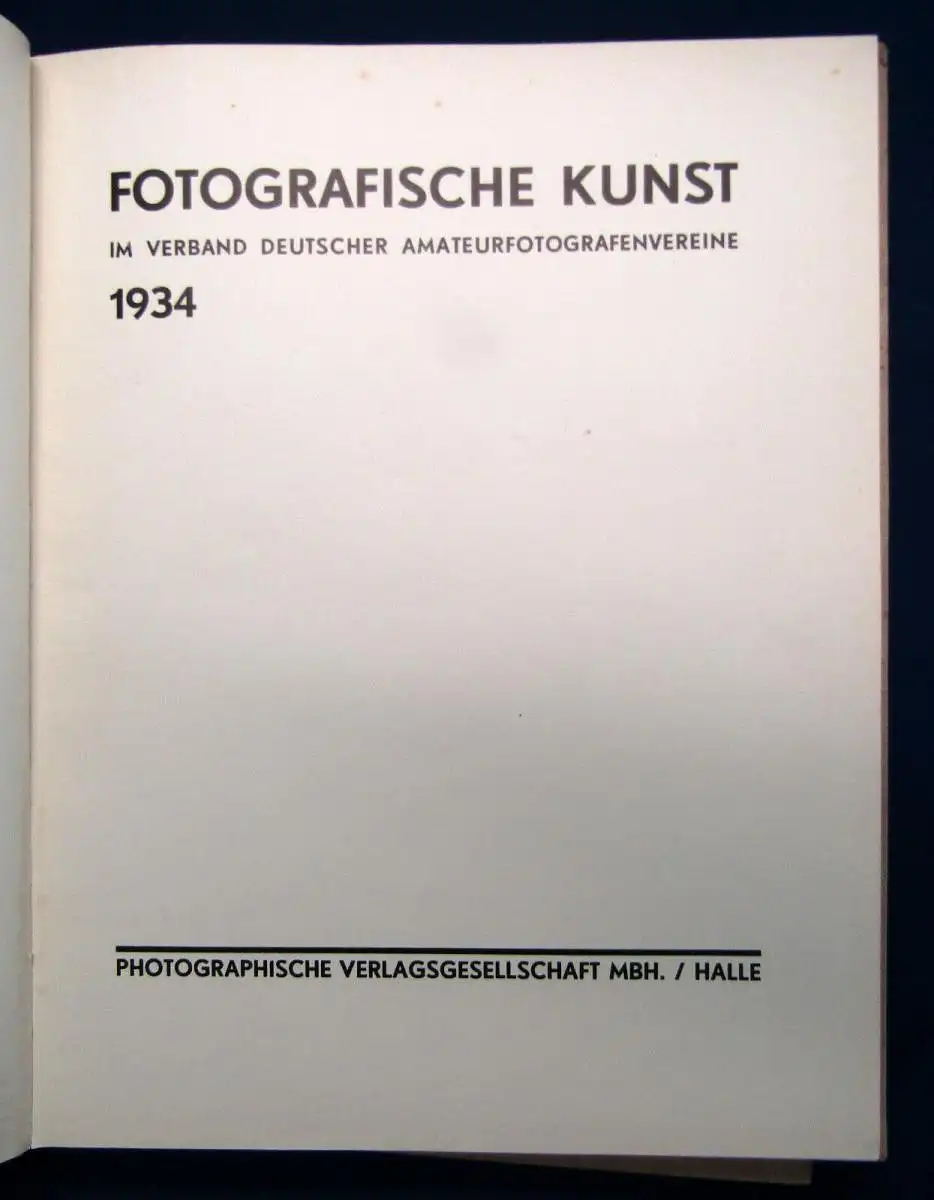 FOTOGRAFISCHE KUNST
IM VERBAND DEUTSCHER AMATEURFOTOGRAFENVEREINE
1934
PHOTOGRAPHISCHE VERLAGSGESELLSCHAFT MBH. / HALLE